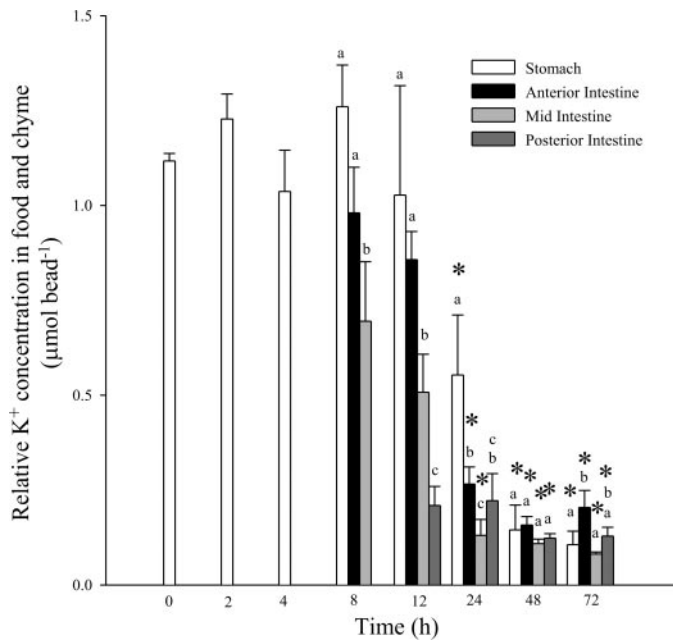 1.5
1.0
0.5
0.0
Relative K⁺ concentration in food and chyme
(μmol bead⁻¹)
Stomach
Anterior Intestine
Mid Intestine
Posterior Intestine
a
a
b
a
a
b
c
*
a
*
b
*
c
c
b
*
a
*
a
*
a
*
a
*
a
*
b
*
a
*
b
a
0 2 4 8 12 24 48 72
Time (h)